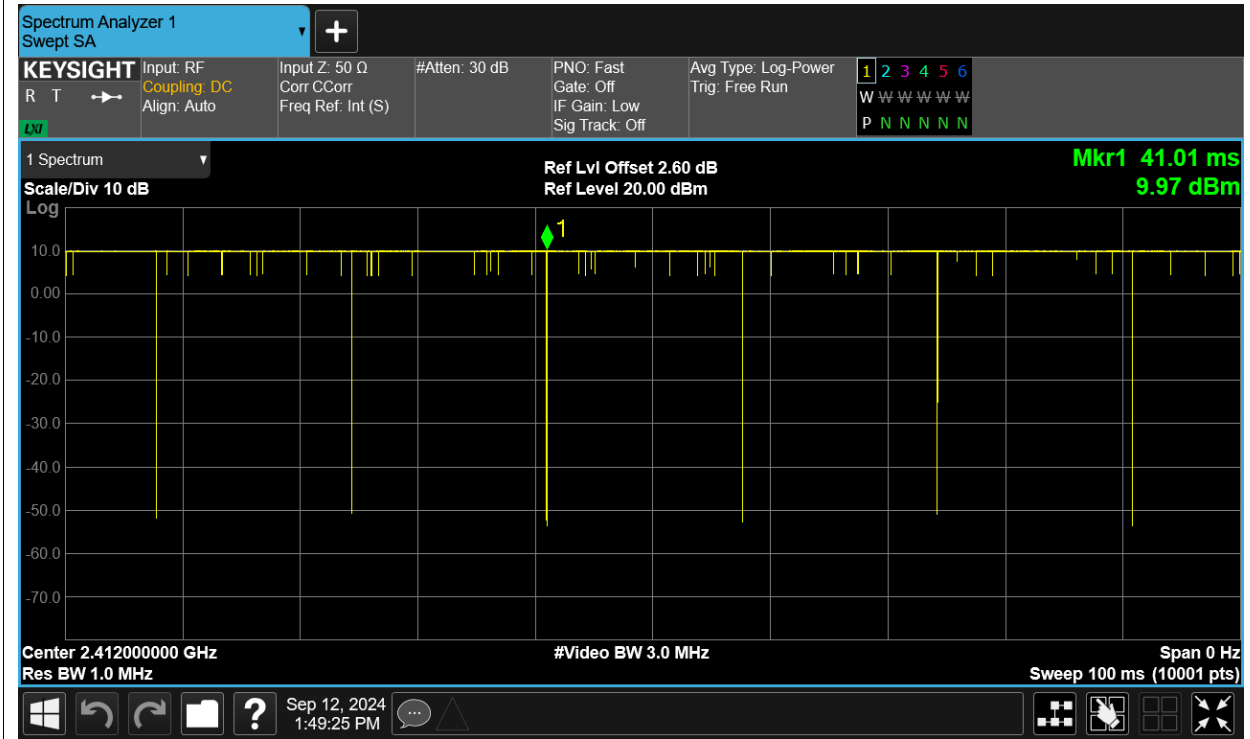 Spectrum Analyzer 1
Swept SA
KEYSIGHT
R T
LXI
Input: RF
Coupling: DC
Align: Auto
Input Z: 50 Ω
Corr CCorr
Freq Ref: Int (S)
#Atten: 30 dB
PNO: Fast
Gate: Off
IF Gain: Low
Sig Track: Off
Avg Type: Log-Power
Trig: Free Run
1 2 3 4 5 6
W W W W W W
P N N N N N
1 Spectrum
Scale/Div 10 dB
Log
Ref Lvl Offset 2.60 dB
Ref Level 20.00 dBm
Mkr1 41.01 ms
9.97 dBm
1
10.0
0.00
-10.0
-20.0
-30.0
-40.0
-50.0
-60.0
-70.0
Center 2.412000000 GHz
Res BW 1.0 MHz
#Video BW 3.0 MHz
Span 0 Hz
Sweep 100 ms (10001 pts)
?
Sep 12, 2024
1:49:25 PM